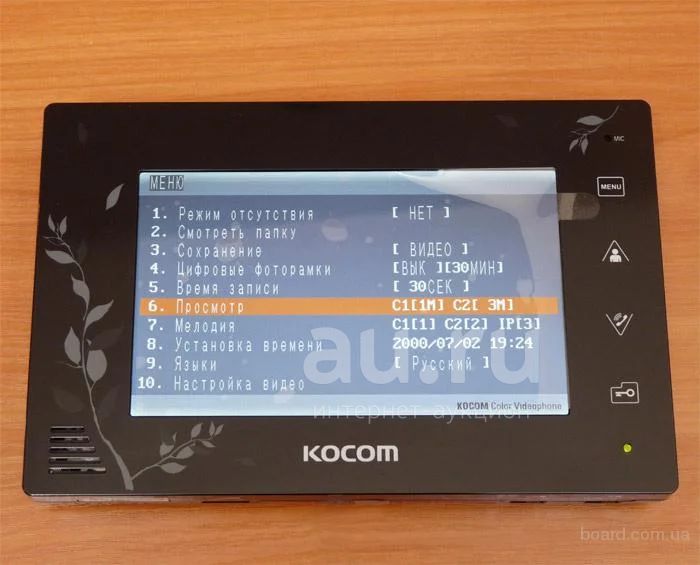 MIC
MENU
МЕНЮ
1. Режим отсутствия [ НЕТ ]
2. Смотреть папку
3. Сохранение [ ВИДЕО ]
4. Цифровые фоторамки [ВЫК ][30МИН]
5. Время записи [ 30СЕК ]
6. Просмотр C1[1M] C2[ 3M]
7. Мелодия C1[1] C2[2] IP[3]
8. Установка времени 2000/07/02 19:24
9. Языки [ Русский ]
10. Настройка видео
au.ru
интернет-аукцион
KOCOM Color Videophone
KOCOM
board.com.ua